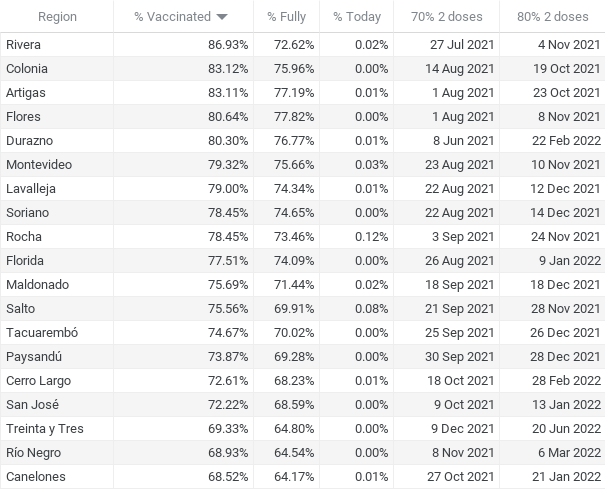 Region % Vaccinated % Fully % Today 70% 2 doses 80% 2 doses
Rivera 86.93% 72.62% 0.02% 27 Jul 2021 4 Nov 2021
Colonia 83.12% 75.96% 0.00% 14 Aug 2021 19 Oct 2021
Artigas 83.11% 77.19% 0.01% 1 Aug 2021 23 Oct 2021
Flores 80.64% 77.82% 0.00% 1 Aug 2021 8 Nov 2021
Durazno 80.30% 76.77% 0.01% 8 Jun 2021 22 Feb 2022
Montevideo 79.32% 75.66% 0.03% 23 Aug 2021 10 Nov 2021
Lavalleja 79.00% 74.34% 0.01% 22 Aug 2021 12 Dec 2021
Soriano 78.45% 74.65% 0.00% 22 Aug 2021 14 Dec 2021
Rocha 78.45% 73.46% 0.12% 3 Sep 2021 24 Nov 2021
Florida 77.51% 74.09% 0.00% 26 Aug 2021 9 Jan 2022
Maldonado 75.69% 71.44% 0.02% 18 Sep 2021 18 Dec 2021
Salto 75.56% 69.91% 0.08% 21 Sep 2021 28 Nov 2021
Tacuarembó 74.67% 70.02% 0.00% 25 Sep 2021 26 Dec 2021
Paysandú 73.87% 69.28% 0.00% 30 Sep 2021 28 Dec 2021
Cerro Largo 72.61% 68.23% 0.01% 18 Oct 2021 28 Feb 2022
San José 72.22% 68.59% 0.00% 9 Oct 2021 13 Jan 2022
Treinta y Tres 69.33% 64.80% 0.00% 9 Dec 2021 20 Jun 2022
Río Negro 68.93% 64.54% 0.00% 8 Nov 2021 6 Mar 2022
Canelones 68.52% 64.17% 0.01% 27 Oct 2021 21 Jan 2022